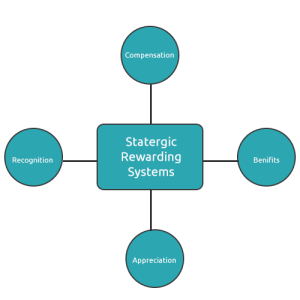 Compensation
Statergic
Rewarding
Systems
Recognition
Benifits
Appreciation